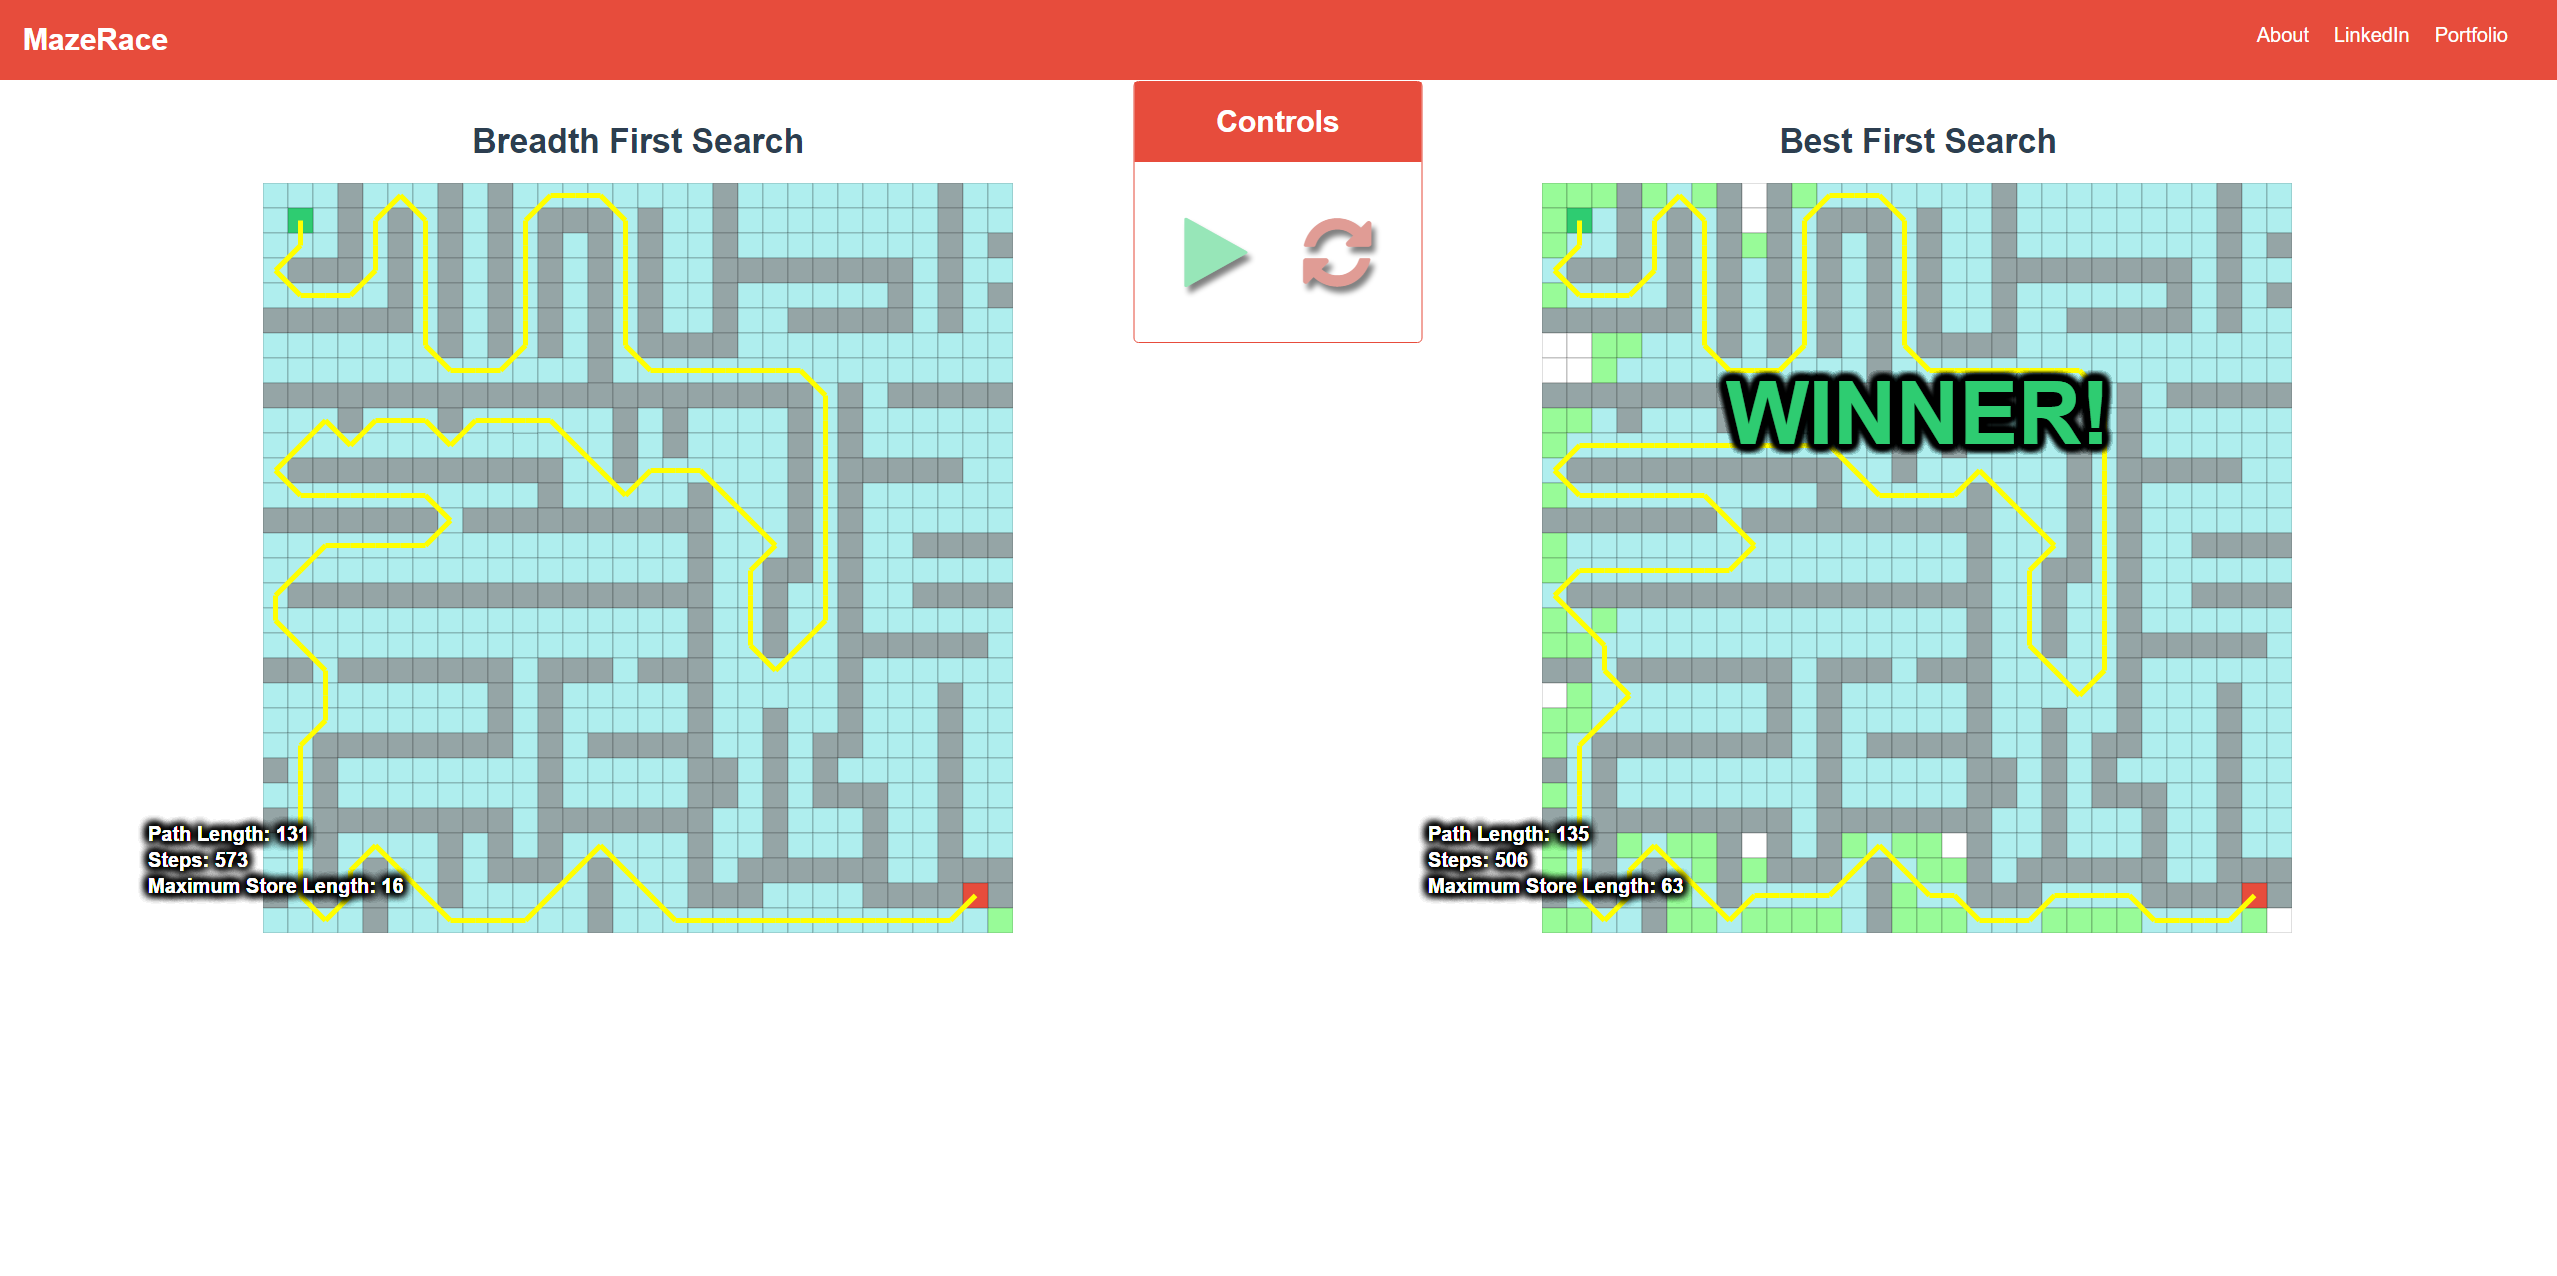 MazeRace
About LinkedIn Portfolio
Controls
Breadth First Search
Best First Search
WINNER!
Path Length: 131
Steps: 573
Maximum Store Length: 16
Path Length: 135
Steps: 506
Maximum Store Length: 63